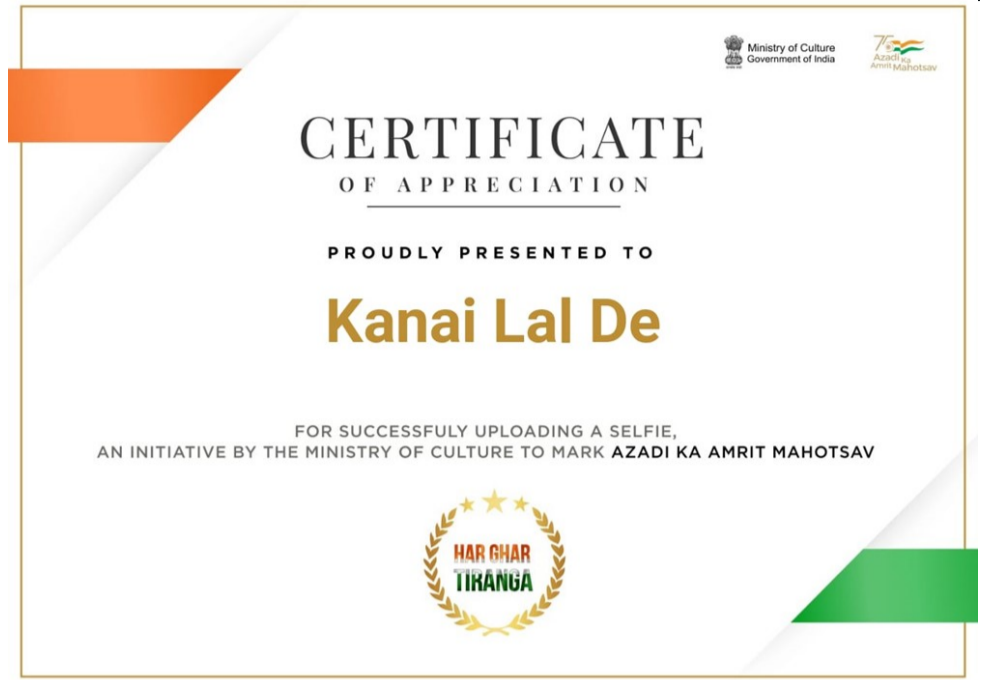 Ministry of Culture
Government of India
75
Azadi Ka
Amrit Mahotsav
CERTIFICATE
OF APPRECIATION
PROUDLY PRESENTED TO
Kanai Lal De
FOR SUCCESSFULY UPLOADING A SELFIE,
AN INITIATIVE BY THE MINISTRY OF CULTURE TO MARK AZADI KA AMRIT MAHOTSAV
HAR GHAR
TIRANGA